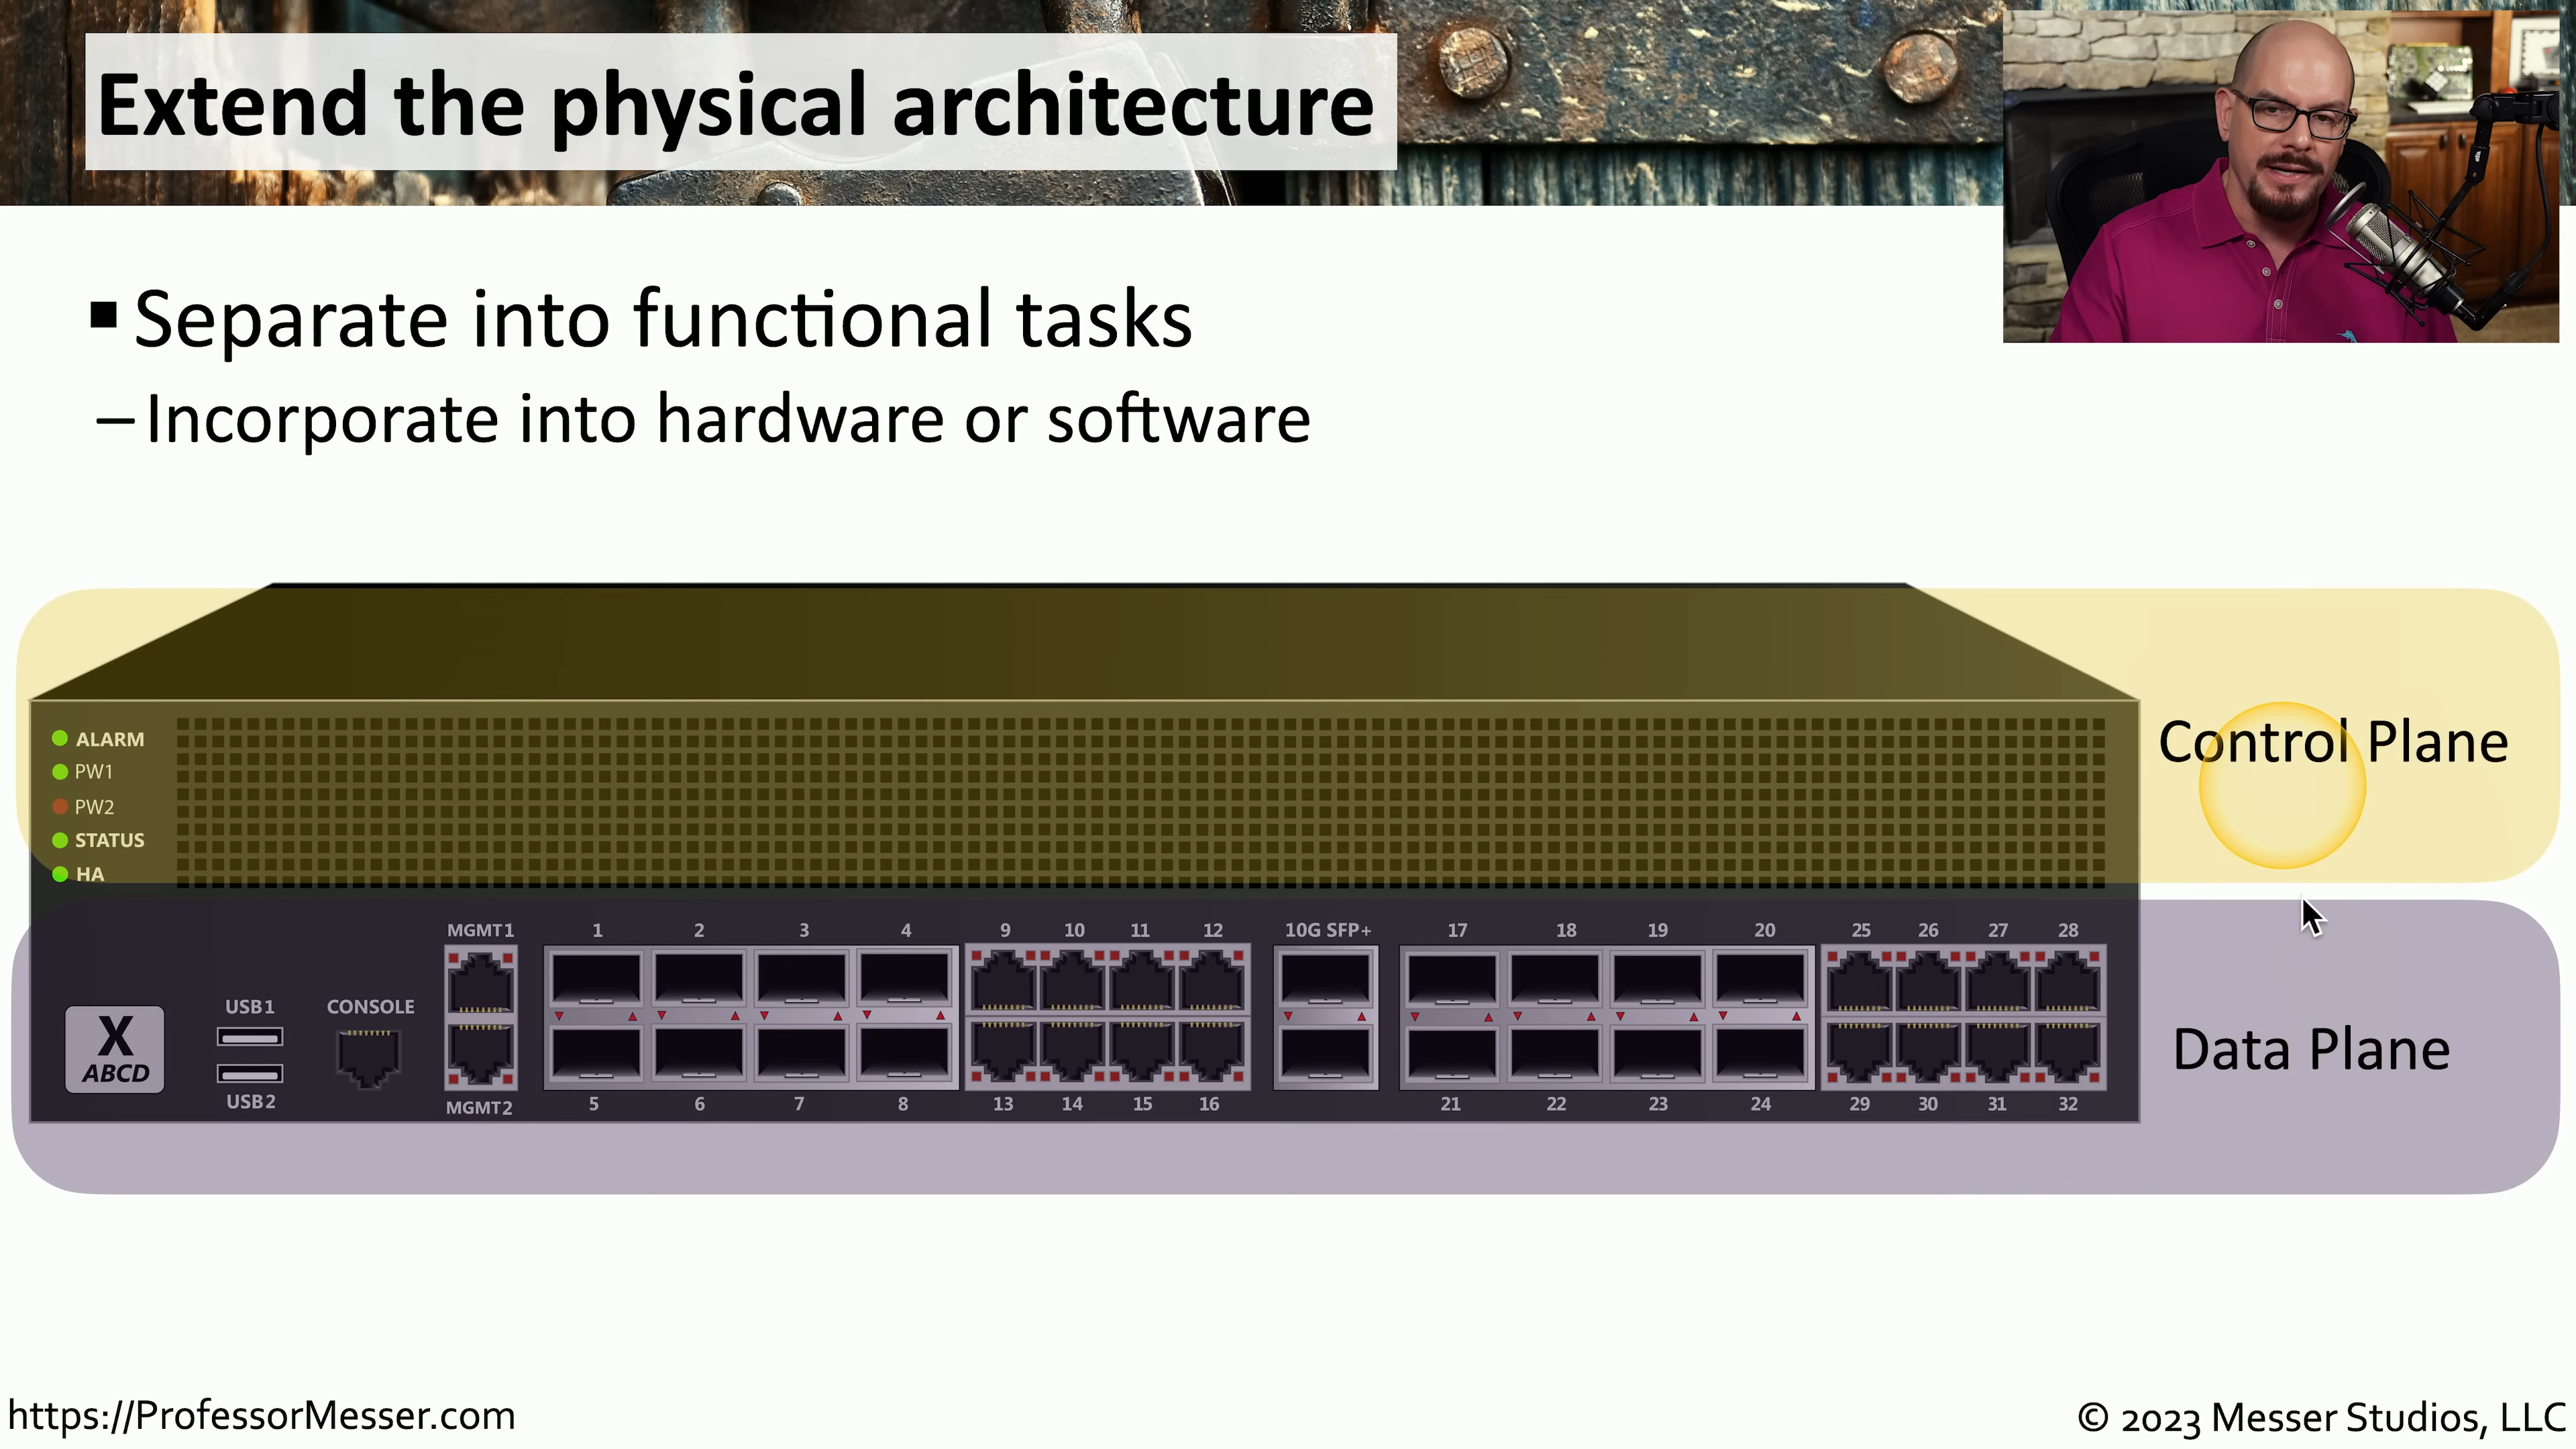 Extend the physical architecture
▪ Separate into functional tasks
– Incorporate into hardware or software
ALARM
PW1
PW2
STATUS
HA
Control Plane
MGMT1 1 2 3 4 9 10 11 12 10G SFP+ 17 18 19 20 25 26 27 28
USB1 CONSOLE
X
ABCD
USB2
MGMT2 5 6 7 8 13 14 15 16 21 22 23 24 29 30 31 32
Data Plane
https://ProfessorMesser.com
© 2023 Messer Studios, LLC